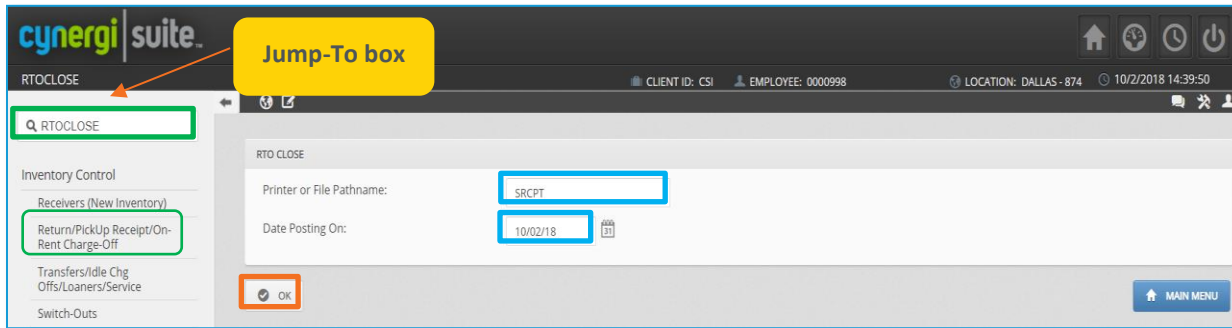 cynergi suite™
Jump-To box
RTOCLOSE
CLIENT ID: CSI EMPLOYEE: 0000998 LOCATION: DALLAS - 874 10/2/2018 14:39:50
RTOCLOSE
RTO CLOSE
Inventory Control
Printer or File Pathname: SRCPT
Receivers (New Inventory)
Return/PickUp Receipt/On-
Rent Charge-Off
Date Posting On: 10/02/18 31
Transfers/Idle Chg
Offs/Loaners/Service
OK MAIN MENU
Switch-Outs